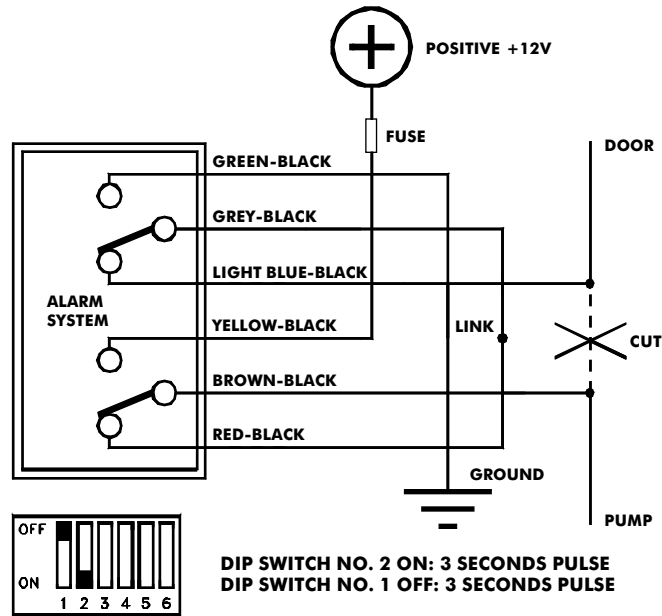 POSITIVE +12V
FUSE
DOOR
GREEN-BLACK
GREY-BLACK
LIGHT BLUE-BLACK
ALARM
SYSTEM
YELLOW-BLACK
LINK
CUT
BROWN-BLACK
RED-BLACK
GROUND
PUMP
OFF
ON
1 2 3 4 5 6
DIP SWITCH NO. 2 ON: 3 SECONDS PULSE
DIP SWITCH NO. 1 OFF: 3 SECONDS PULSE